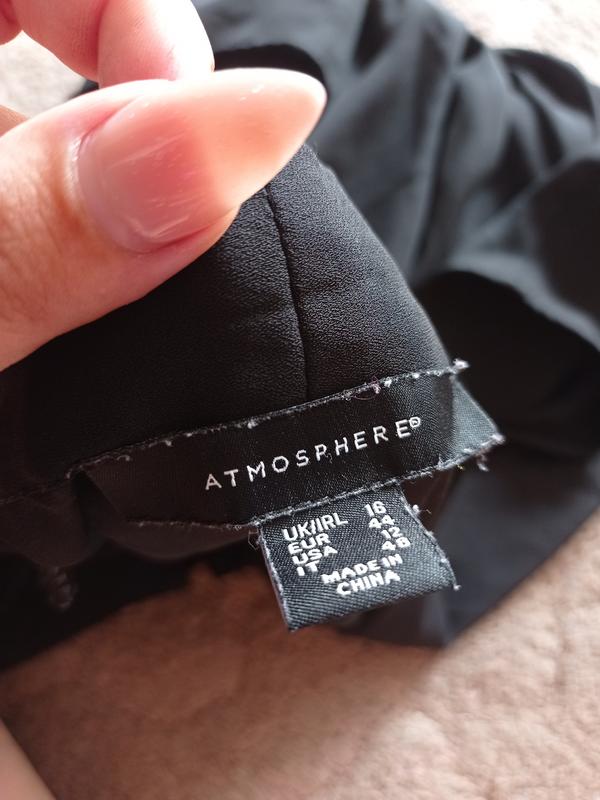 ATMOSPHERE®
UK/IRL 16
EUR 44
USA 12
IT 48
MADE IN
CHINA